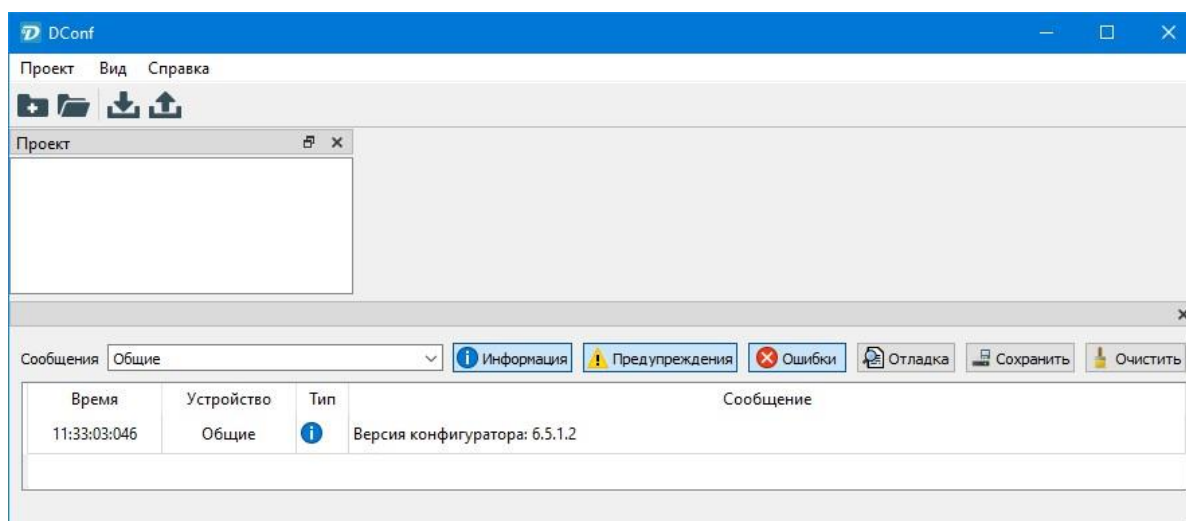 DConf
Проект Вид Справка
Проект
Сообщения Общие Информация Предупреждения Ошибки Отладка Сохранить Очистить
Время Устройство Тип Сообщение
11:33:03:046 Общие Версия конфигуратора: 6.5.1.2